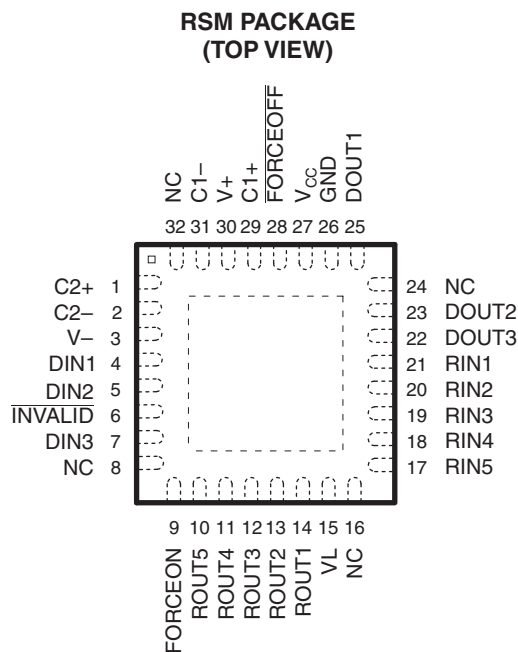 RSM PACKAGE
(TOP VIEW)
NC
C1–
V+
C1+
FORCEOFF
VCC
GND
DOUT1
32 31 30 29 28 27 26 25
C2+ 1
C2– 2
V– 3
DIN1 4
DIN2 5
INVALID 6
DIN3 7
NC 8
24 NC
23 DOUT2
22 DOUT3
21 RIN1
20 RIN2
19 RIN3
18 RIN4
17 RIN5
9 10 11 12 13 14 15 16
FORCEON
ROUT5
ROUT4
ROUT3
ROUT2
ROUT1
VL
NC